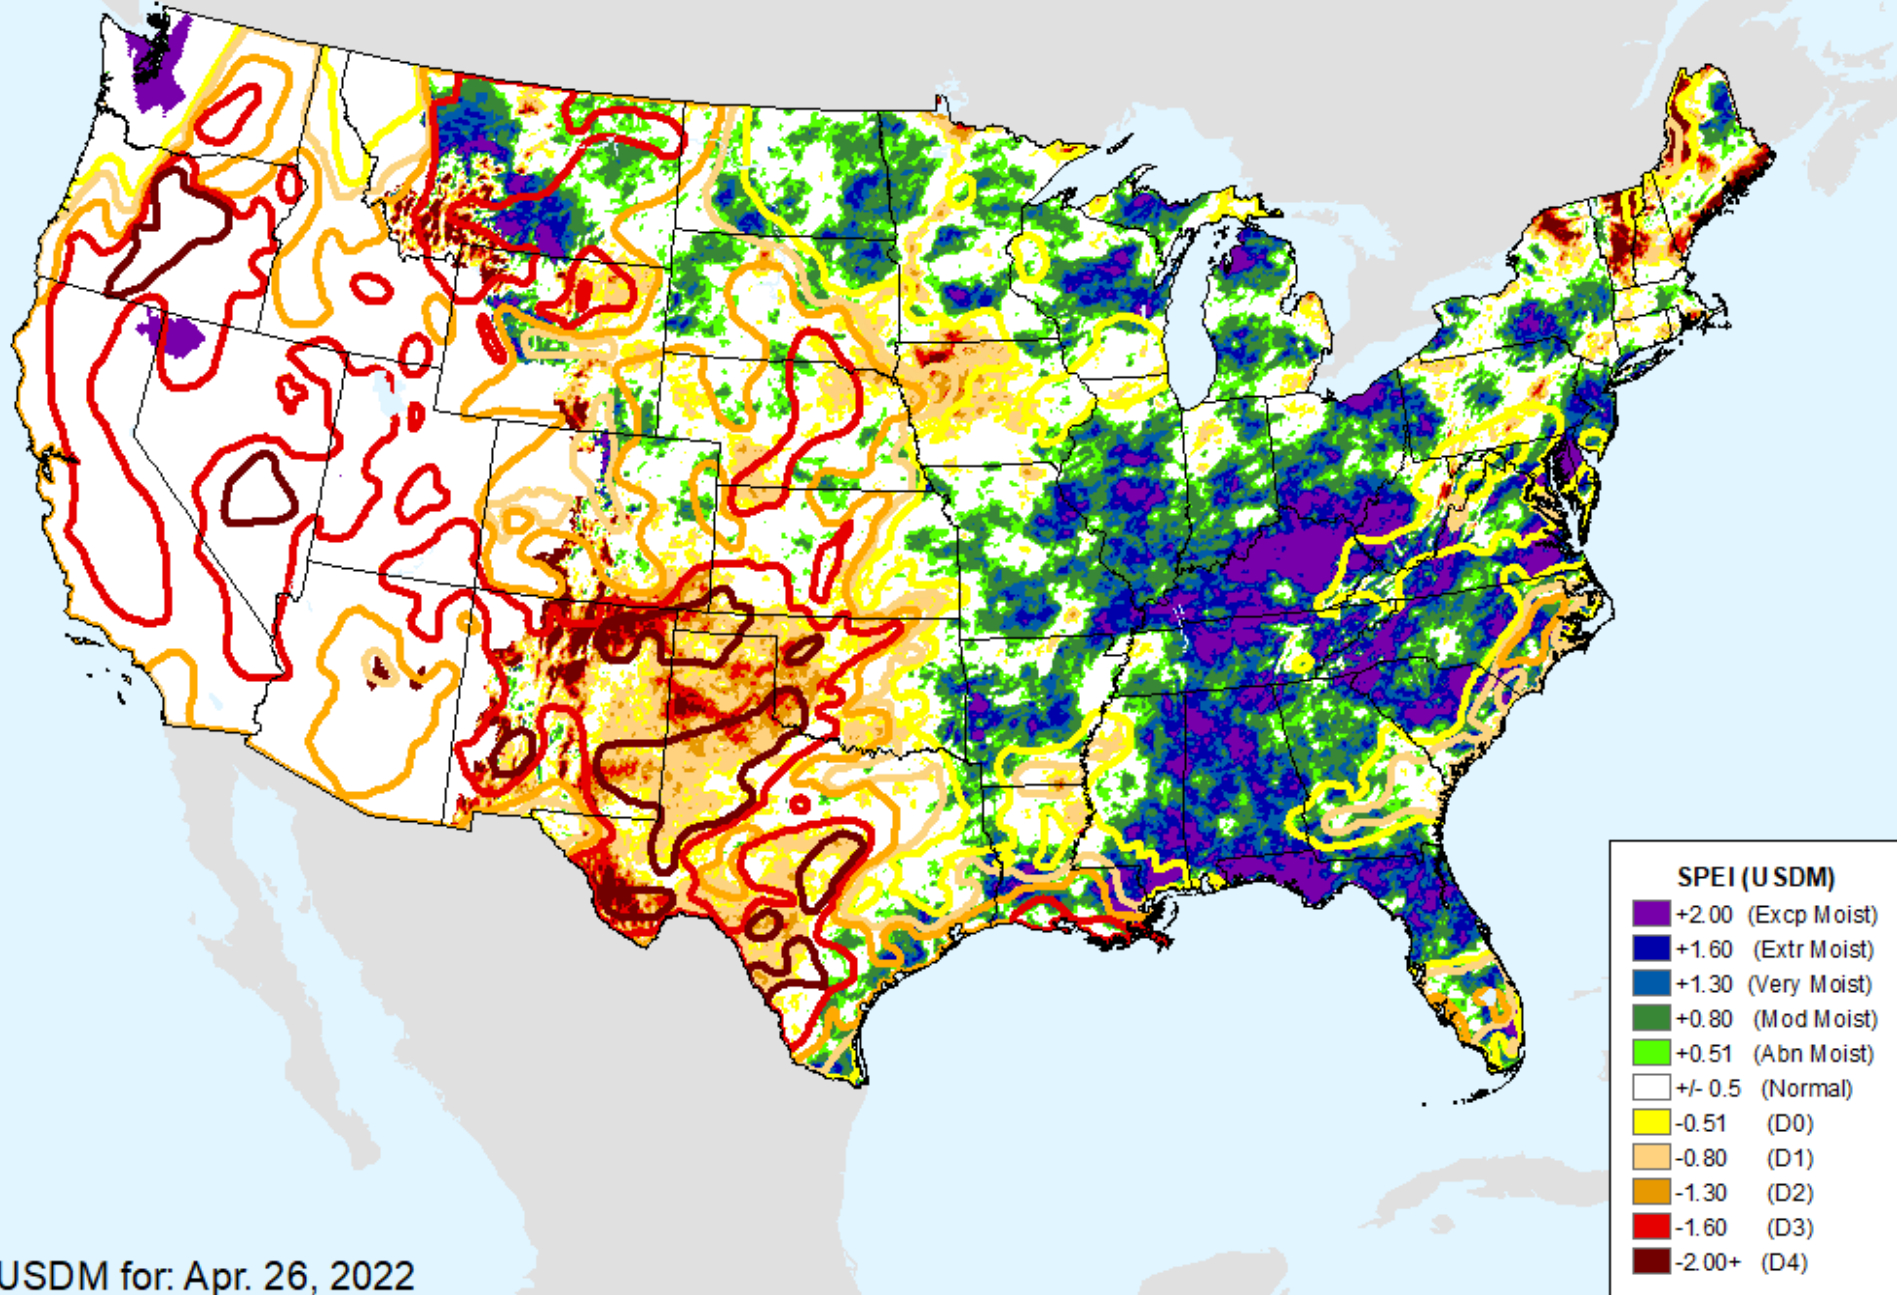 SPEI (USDM)
+2.00 (Excp Moist)
+1.60 (Extr Moist)
+1.30 (Very Moist)
+0.80 (Mod Moist)
+0.51 (Abn Moist)
+/- 0.5 (Normal)
-0.51 (D0)
-0.80 (D1)
-1.30 (D2)
-1.60 (D3)
-2.00+ (D4)
USDM for: Apr. 26, 2022